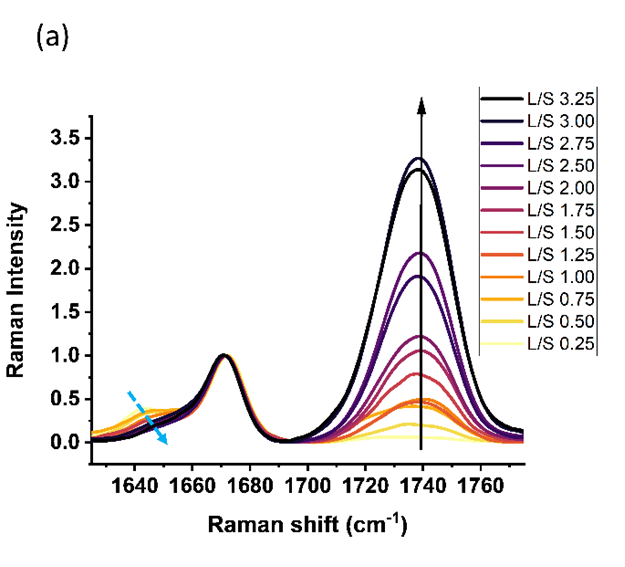 (a)
L/S 3.25
L/S 3.00
L/S 2.75
L/S 2.50
L/S 2.00
L/S 1.75
L/S 1.50
L/S 1.25
L/S 1.00
L/S 0.75
L/S 0.50
L/S 0.25
Raman Intensity
3.5
3.0
2.5
2.0
1.5
1.0
0.5
0.0
1640 1660 1680 1700 1720 1740 1760
Raman shift (cm⁻¹)